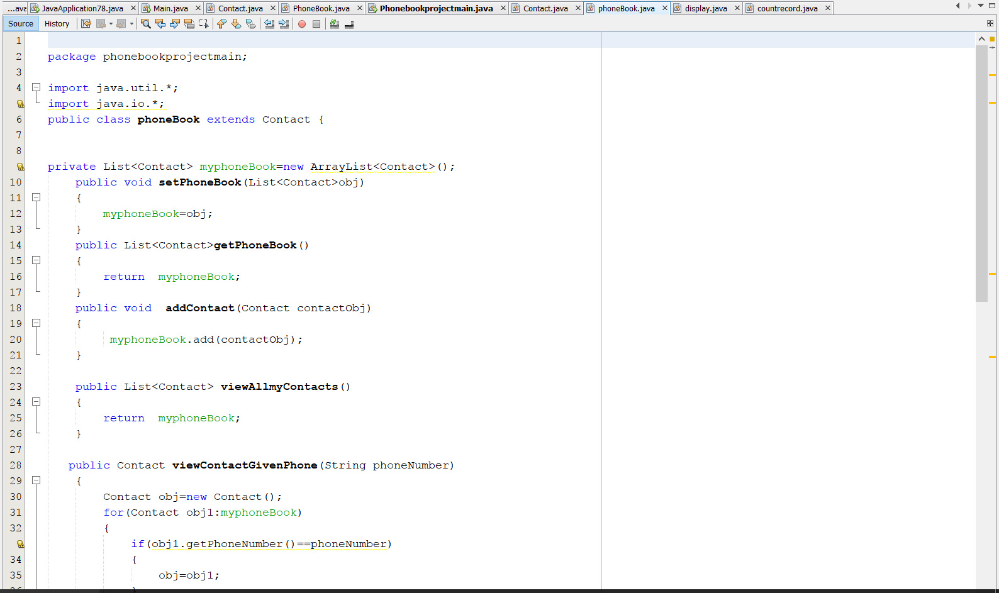 ...ava JavaApplication78.java Main.java Contact.java PhoneBook.java Phonebookprojectmain.java Contact.java phoneBook.java display.java countrecord.java
Source History
1
2 package phonebookprojectmain;
3
4 import java.util.*;
import java.io.*;
6 public class phoneBook extends Contact {
7
8
private List<Contact> myphoneBook=new ArrayList<Contact>();
10 public void setPhoneBook(List<Contact>obj)
11 {
12 myphoneBook=obj;
13 }
14 public List<Contact>getPhoneBook()
15 {
16 return  myphoneBook;
17 }
18 public void  addContact(Contact contactObj)
19 {
20 myphoneBook.add(contactObj);
21 }
22
23 public List<Contact> viewAllmyContacts()
24 {
25 return  myphoneBook;
26 }
27
28 public Contact viewContactGivenPhone(String phoneNumber)
29 {
30 Contact obj=new Contact();
31 for(Contact obj1:myphoneBook)
32 {
if(obj1.getPhoneNumber()==phoneNumber)
34 {
35 obj=obj1;